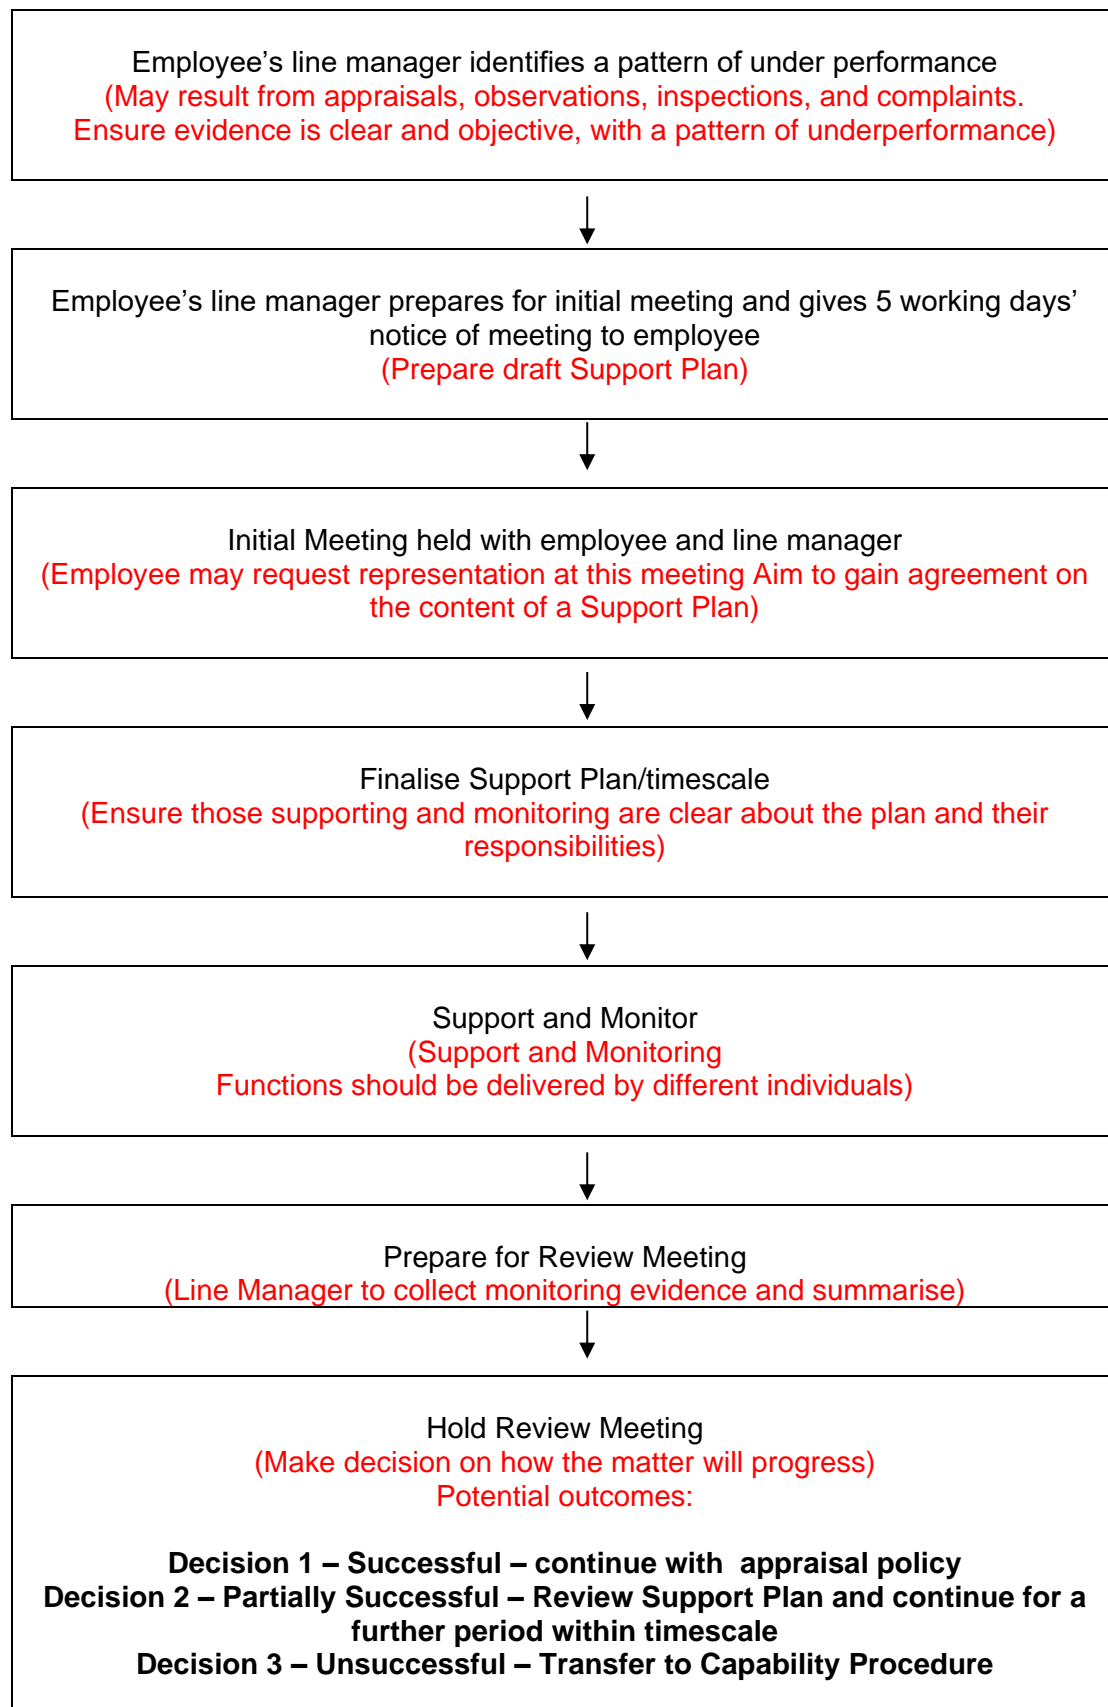 Employee’s line manager identifies a pattern of under performance
(May result from appraisals, observations, inspections, and complaints.
Ensure evidence is clear and objective, with a pattern of underperformance)
Employee’s line manager prepares for initial meeting and gives 5 working days’
notice of meeting to employee
(Prepare draft Support Plan)
Initial Meeting held with employee and line manager
(Employee may request representation at this meeting Aim to gain agreement on
the content of a Support Plan)
Finalise Support Plan/timescale
(Ensure those supporting and monitoring are clear about the plan and their
responsibilities)
Support and Monitor
(Support and Monitoring
Functions should be delivered by different individuals)
Prepare for Review Meeting
(Line Manager to collect monitoring evidence and summarise)
Hold Review Meeting
(Make decision on how the matter will progress)
Potential outcomes:
Decision 1 – Successful – continue with  appraisal policy
Decision 2 – Partially Successful – Review Support Plan and continue for a
further period within timescale
Decision 3 – Unsuccessful – Transfer to Capability Procedure